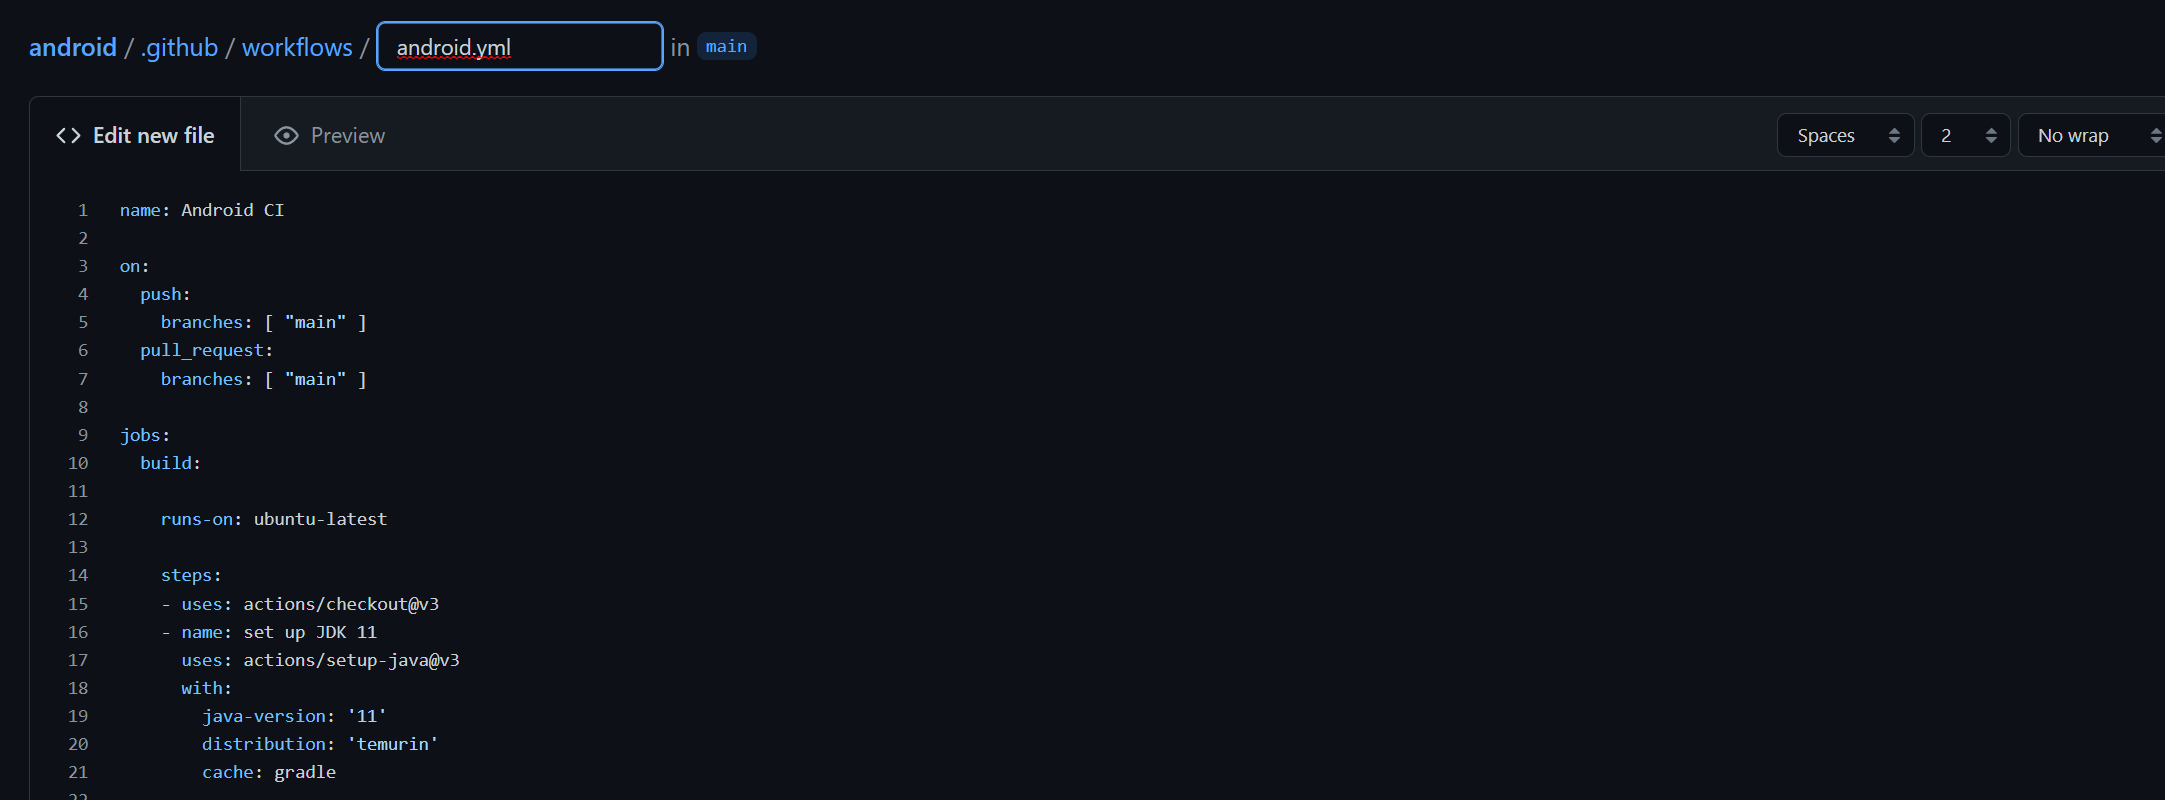 android / .github / workflows / android.yml in main
Edit new file Preview Spaces 2 No wrap
1 name: Android CI
2
3 on:
4   push:
5     branches: [ "main" ]
6   pull_request:
7     branches: [ "main" ]
8
9 jobs:
10   build:
11
12     runs-on: ubuntu-latest
13
14     steps:
15     - uses: actions/checkout@v3
16     - name: set up JDK 11
17       uses: actions/setup-java@v3
18       with:
19         java-version: '11'
20         distribution: 'temurin'
21         cache: gradle
22